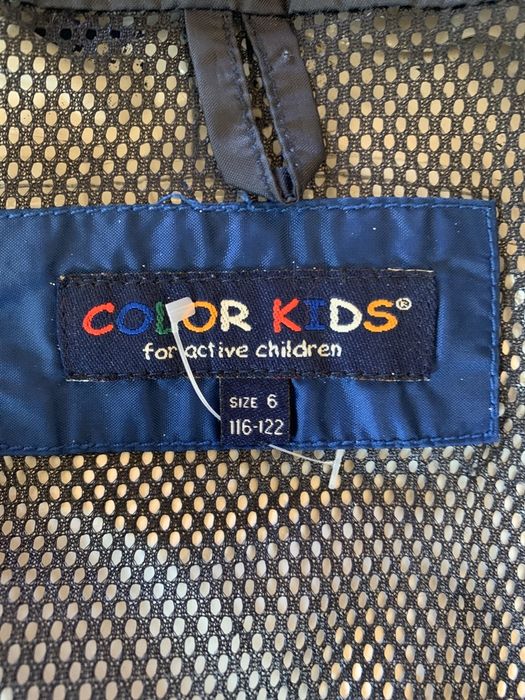 COLOR KIDS®
for active children
SIZE 6
116-122